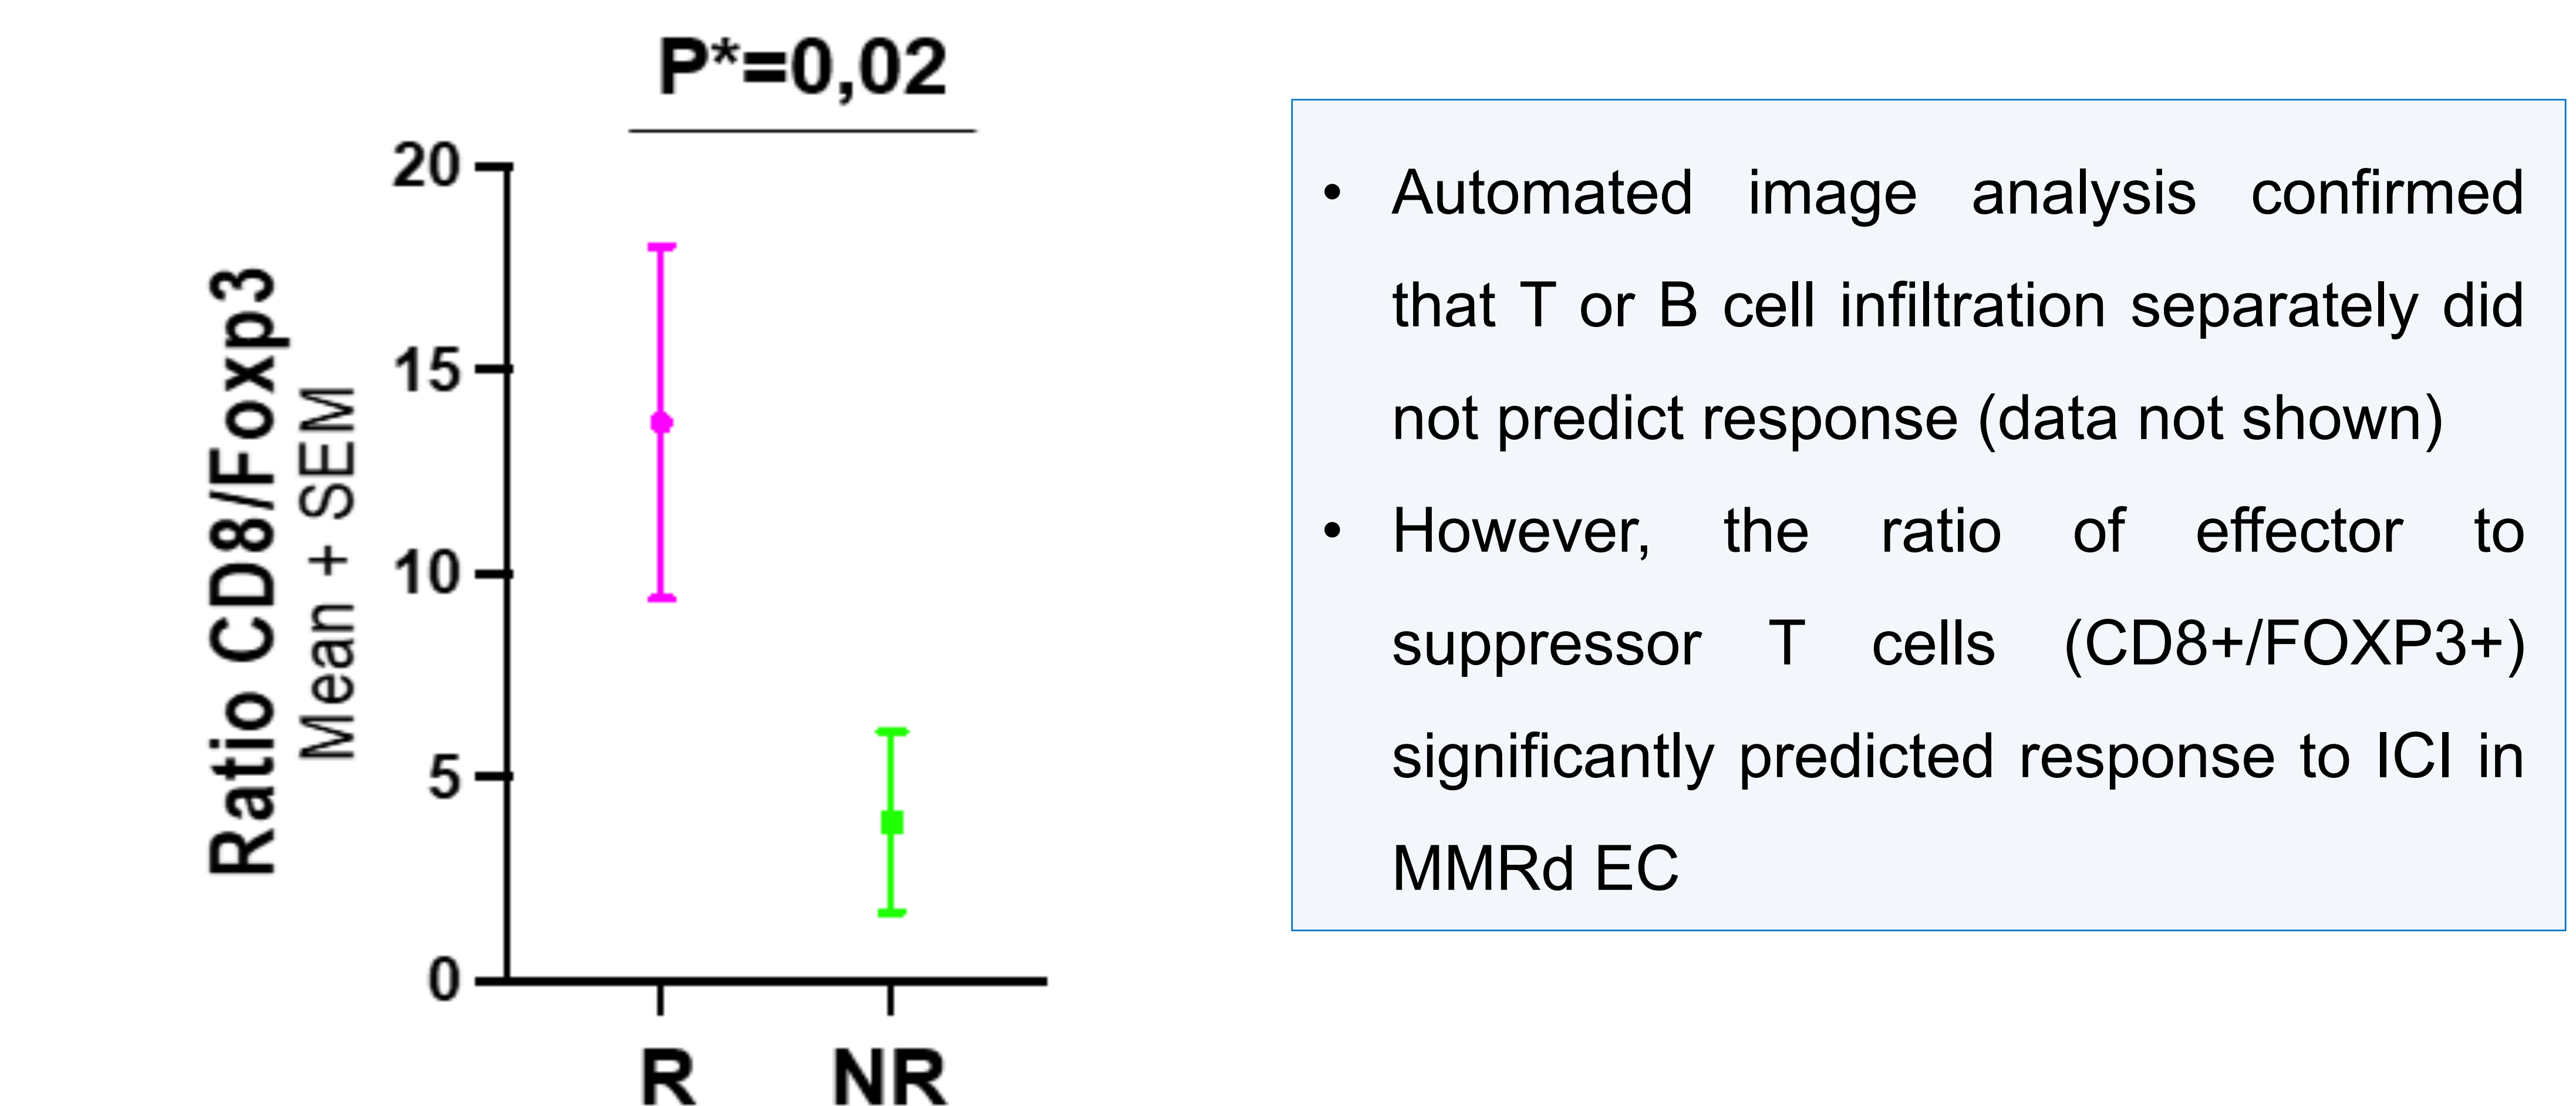 P*=0,02
20
15
10
5
0
Ratio CD8/Foxp3
Mean + SEM
R NR
• Automated image analysis confirmed
that T or B cell infiltration separately did
not predict response (data not shown)
• However, the ratio of effector to
suppressor T cells (CD8+/FOXP3+)
significantly predicted response to ICI in
MMRd EC